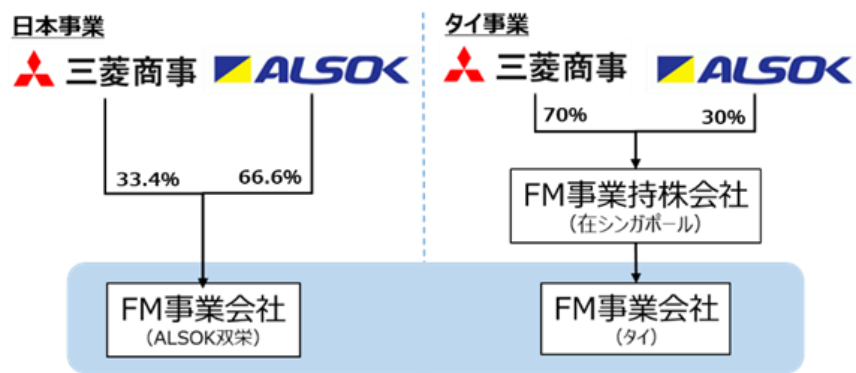 日本事業
三菱商事 ALSOK
33.4% 66.6%
FM事業会社
(ALSOK双栄)
タイ事業
三菱商事 ALSOK
70% 30%
FM事業持株会社
(在シンガポール)
FM事業会社
(タイ)